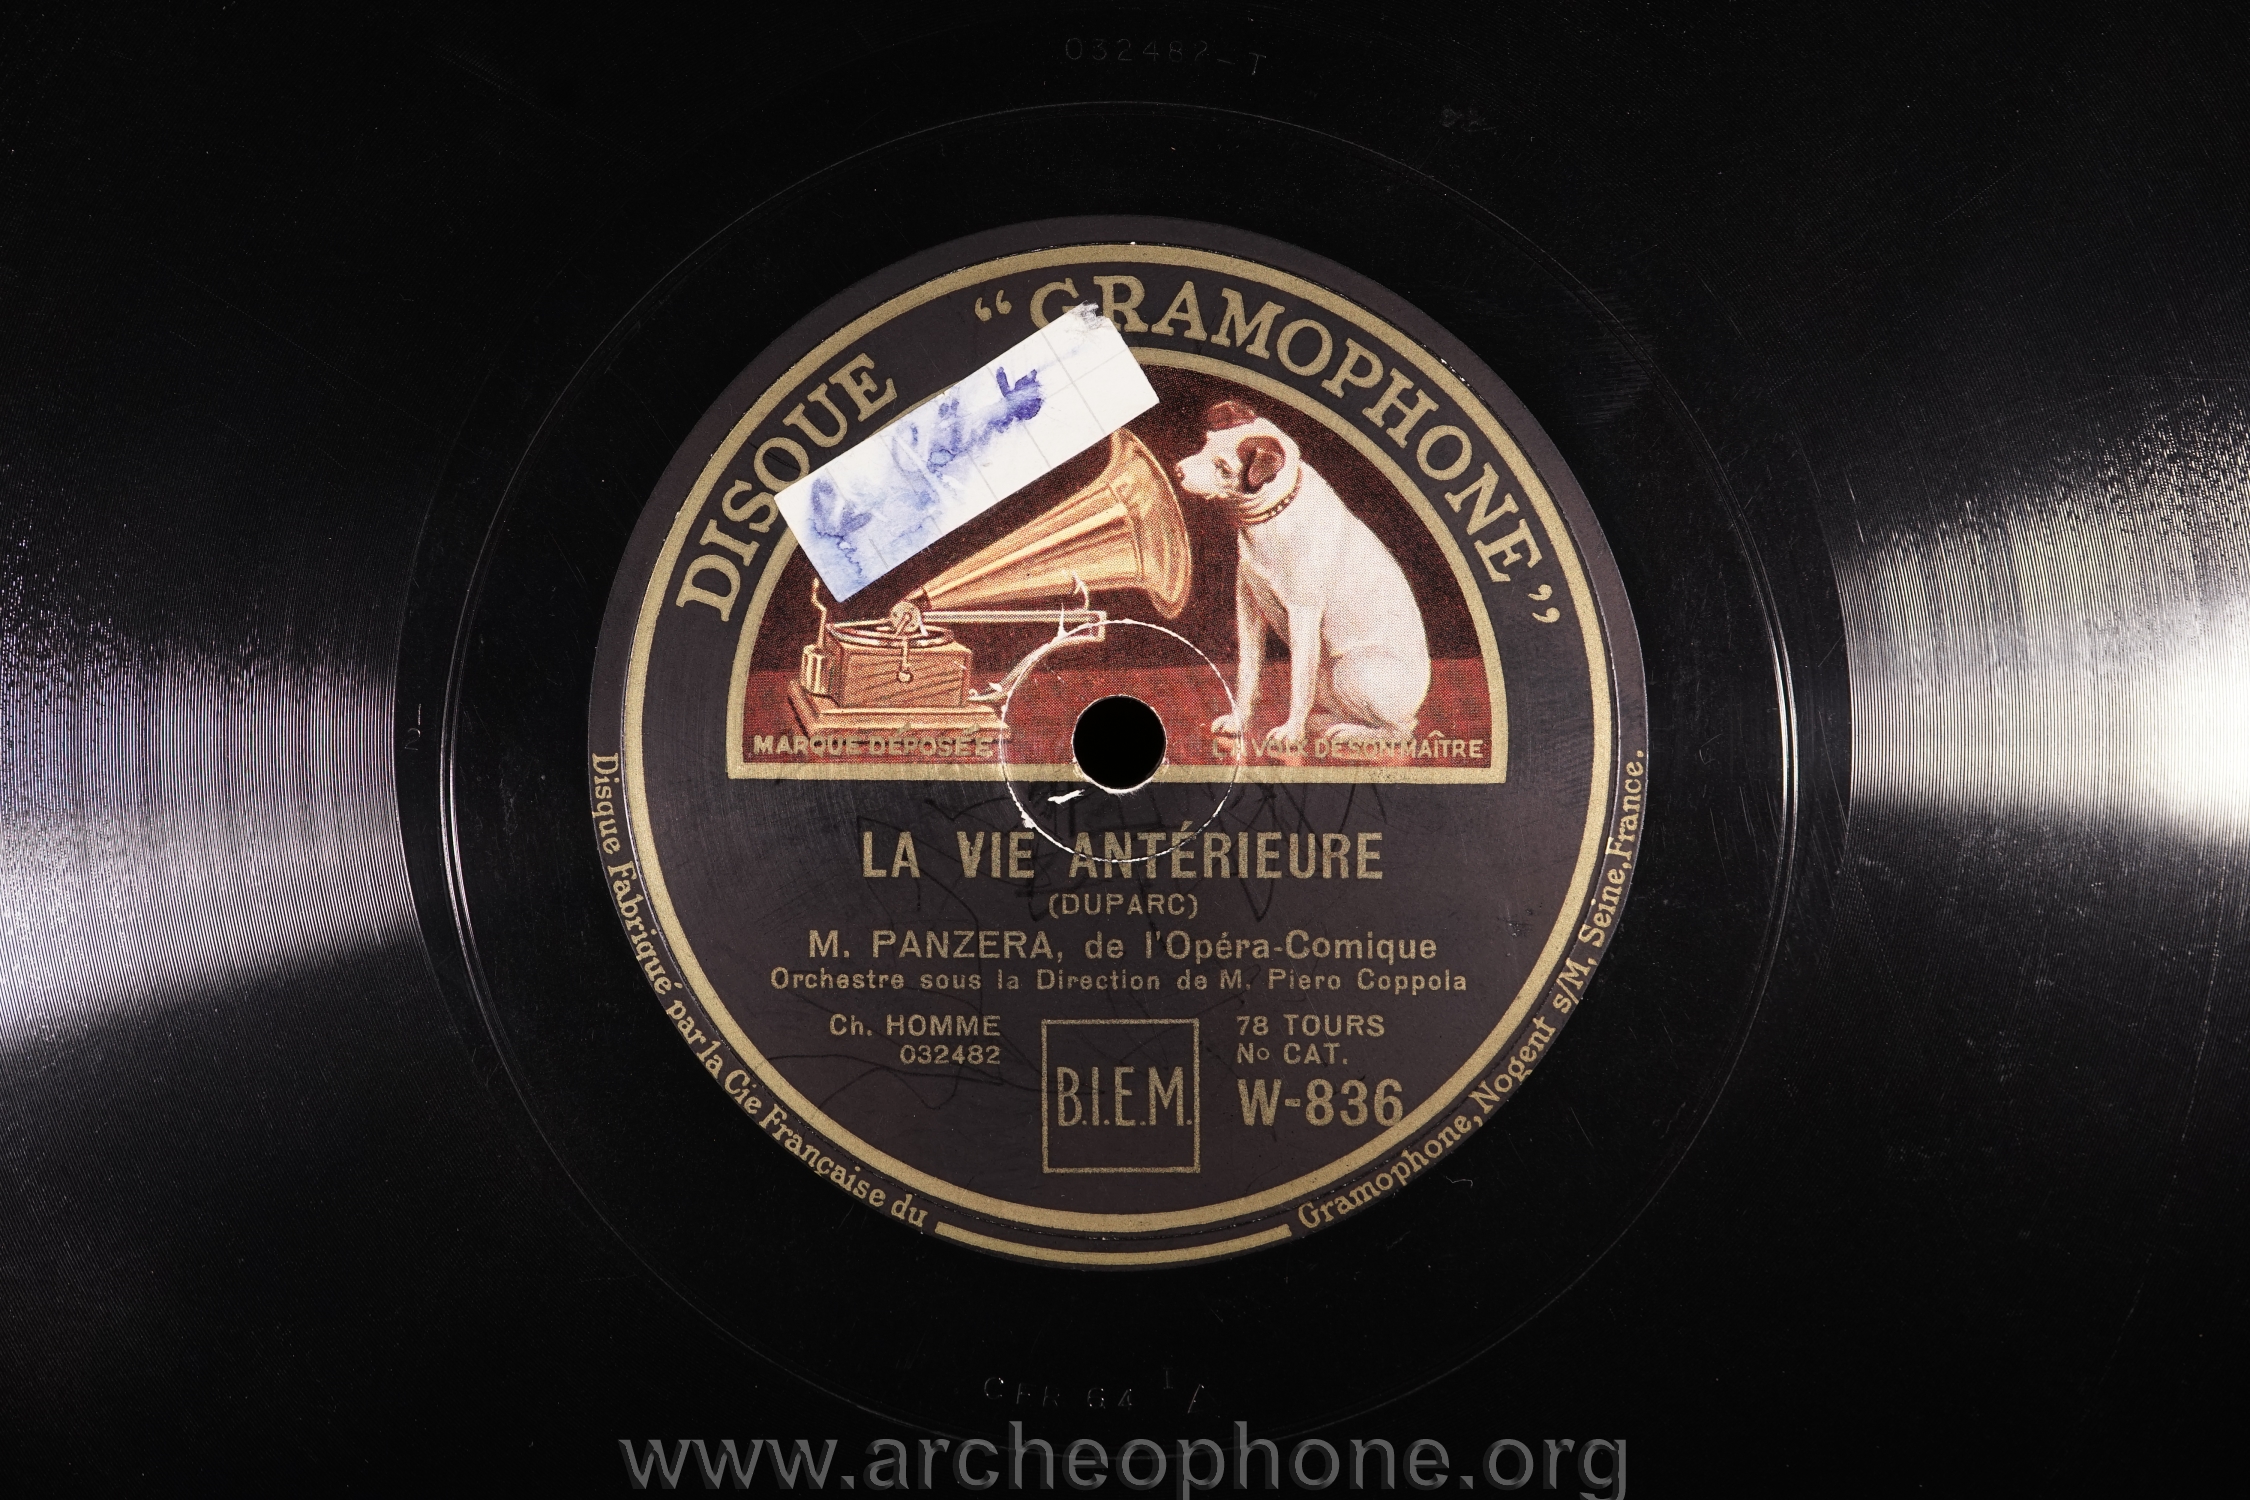 032482-T
DISQUE “GRAMOPHONE”
MARQUE DÉPOSÉE
LA VOIX DE SON MAÎTRE
LA VIE ANTÉRIEURE
(DUPARC)
M. PANZERA, de l'Opéra-Comique
Orchestre sous la Direction de M. Piero Coppola
Ch. HOMME
032482
B.I.E.M.
78 TOURS
No CAT.
W-836
Disque Fabriqué par la Cie Française du Gramophone, Nogent s/M. Seine, France.
www.archeophone.org